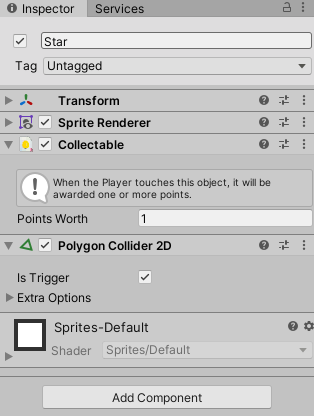 Inspector Services
Star
Tag Untagged
Transform
Sprite Renderer
Collectable
When the Player touches this object, it will be
awarded one or more points.
Points Worth 1
Polygon Collider 2D
Is Trigger
Extra Options
Sprites-Default
Shader Sprites/Default
Add Component